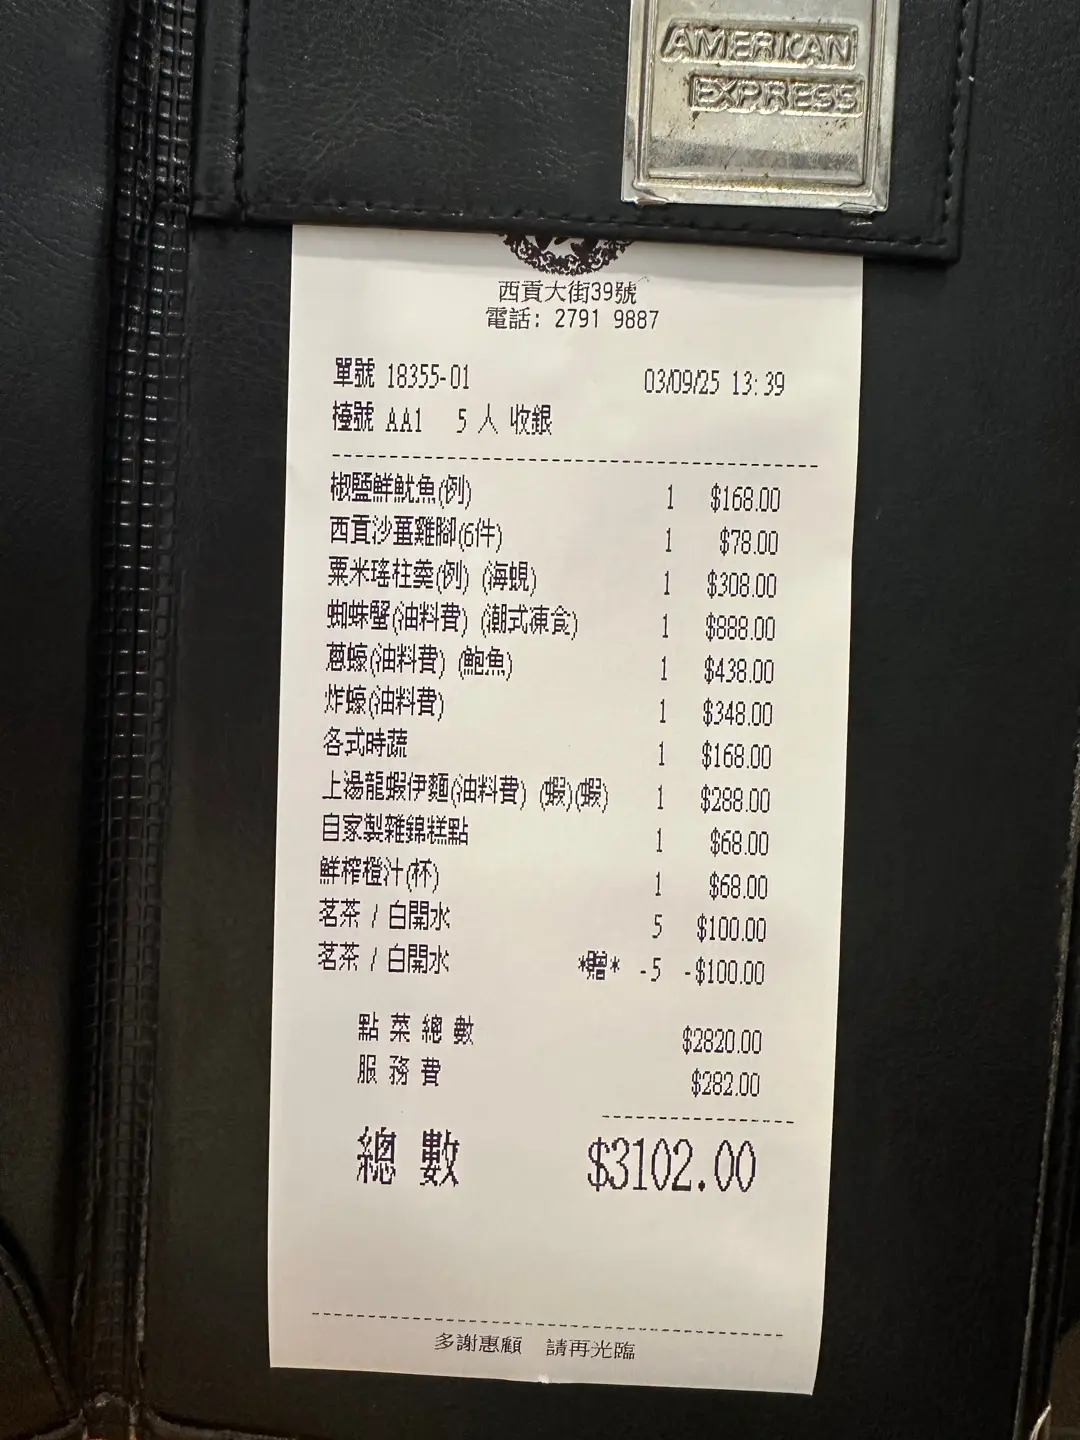 AMERICAN
EXPRESS
西貢大街39號
電話: 2791 9887
單號 18355-01 03/09/25 13:39
檯號 AA1 5 人 收銀
椒鹽鮮魷魚(例) 1 $168.00
西貢沙薑雞腳(6件) 1 $78.00
粟米瑤柱羹(例) (海蜆) 1 $308.00
蜘蛛蟹(油料費) (潮式凍食) 1 $888.00
蔥蠔(油料費) (鮑魚) 1 $438.00
炸蠔(油料費) 1 $348.00
各式時蔬 1 $168.00
上湯龍蝦伊麵(油料費) (蝦)(蝦) 1 $288.00
自家製雜錦糕點 1 $68.00
鮮榨橙汁(杯) 1 $68.00
茗茶 / 白開水 5 $100.00
茗茶 / 白開水 *贈* -5 -$100.00
點 菜 總 數 $2820.00
服 務 費 $282.00
總 數 $3102.00
多謝惠顧 請再光臨